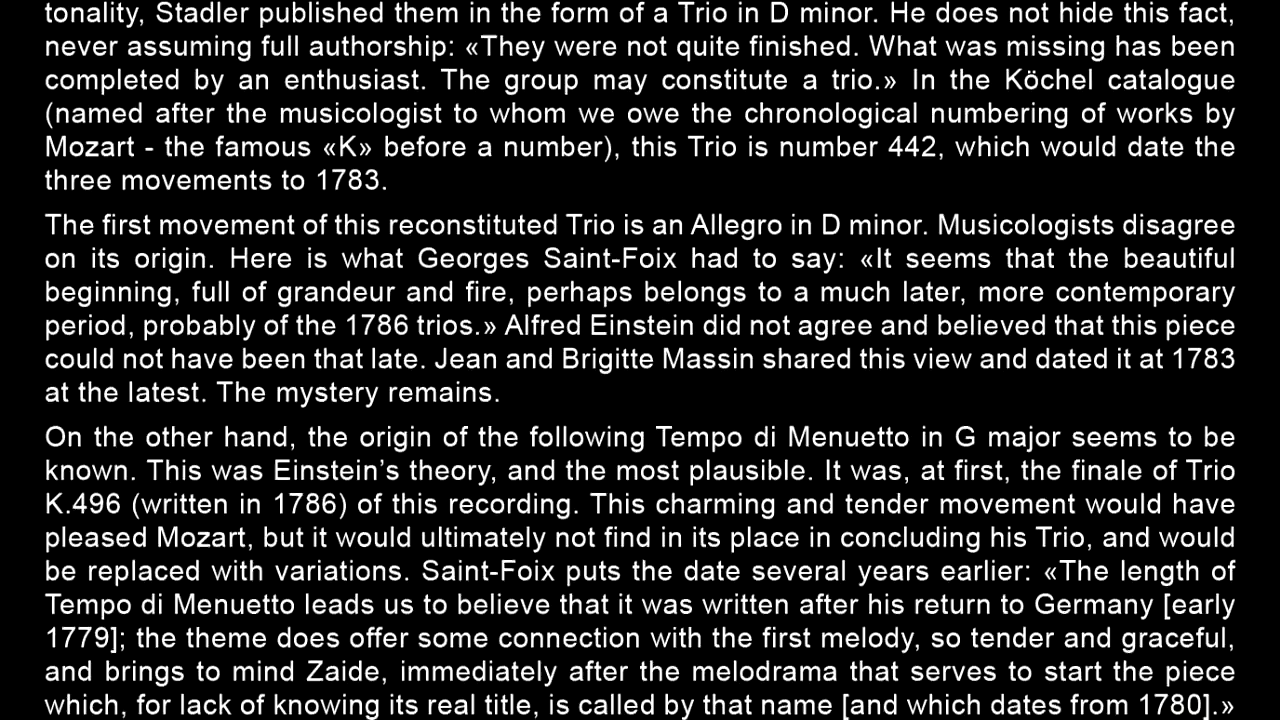 tonality, Stadler published them in the form of a Trio in D minor. He does not hide this fact,
never assuming full authorship: «They were not quite finished. What was missing has been
completed by an enthusiast. The group may constitute a trio.» In the Köchel catalogue
(named after the musicologist to whom we owe the chronological numbering of works by
Mozart - the famous «K» before a number), this Trio is number 442, which would date the
three movements to 1783.
The first movement of this reconstituted Trio is an Allegro in D minor. Musicologists disagree
on its origin. Here is what Georges Saint-Foix had to say: «It seems that the beautiful
beginning, full of grandeur and fire, perhaps belongs to a much later, more contemporary
period, probably of the 1786 trios.» Alfred Einstein did not agree and believed that this piece
could not have been that late. Jean and Brigitte Massin shared this view and dated it at 1783
at the latest. The mystery remains.
On the other hand, the origin of the following Tempo di Menuetto in G major seems to be
known. This was Einstein’s theory, and the most plausible. It was, at first, the finale of Trio
K.496 (written in 1786) of this recording. This charming and tender movement would have
pleased Mozart, but it would ultimately not find in its place in concluding his Trio, and would
be replaced with variations. Saint-Foix puts the date several years earlier: «The length of
Tempo di Menuetto leads us to believe that it was written after his return to Germany [early
1779]; the theme does offer some connection with the first melody, so tender and graceful,
and brings to mind Zaide, immediately after the melodrama that serves to start the piece
which, for lack of knowing its real title, is called by that name [and which dates from 1780].»